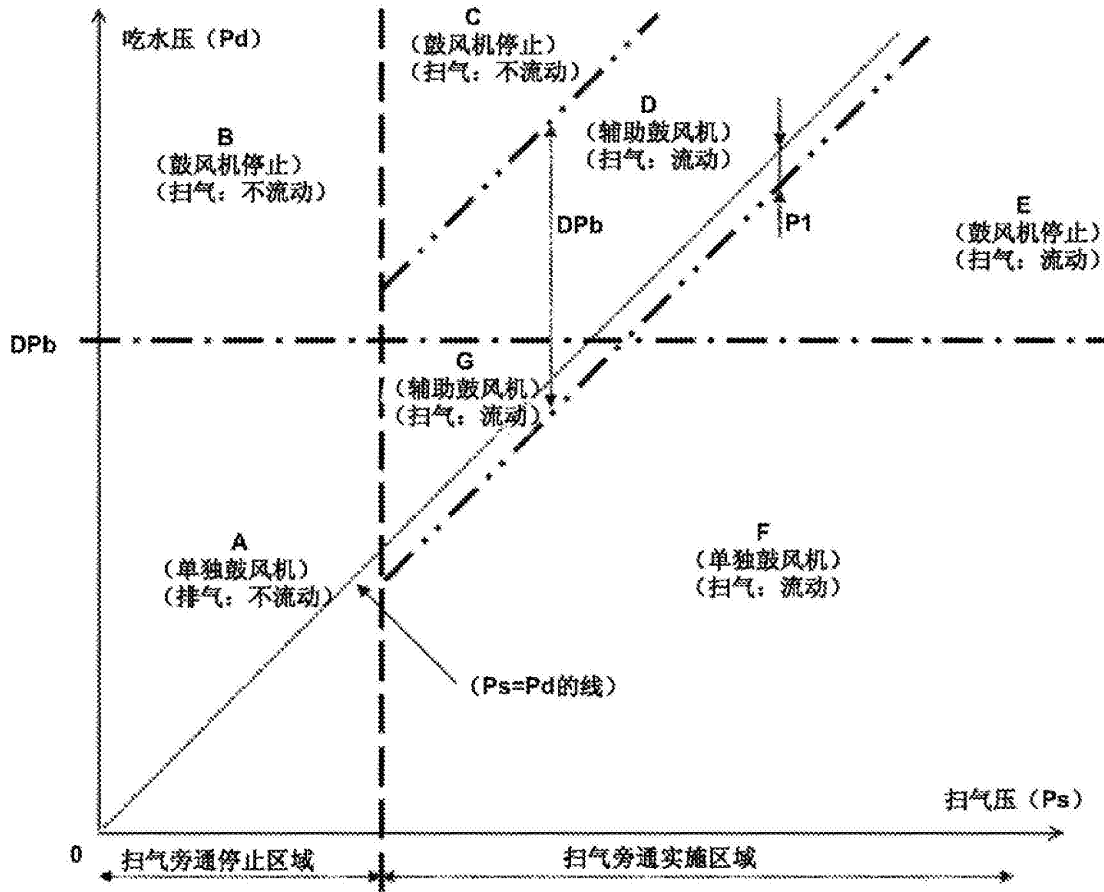 吃水压（Pd）
C
（鼓风机停止）
（扫气：不流动）
B
（鼓风机停止）
（扫气：不流动）
D
（辅助鼓风机）
（扫气：流动）
DPb
P1
E
（鼓风机停止）
（扫气：流动）
DPb
G
（辅助鼓风机）
（扫气：流动）
A
（单独鼓风机）
（排气：不流动）
F
（单独鼓风机）
（扫气：流动）
（Ps=Pd的线）
扫气压（Ps）
0
扫气旁通停止区域
扫气旁通实施区域